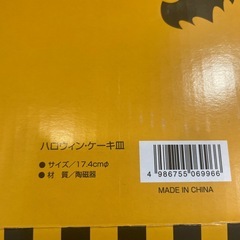 ハロウィン・ケーキ皿
●サイズ／17.4cmφ
●材　質／陶磁器
4 986755 069966
MADE IN CHINA